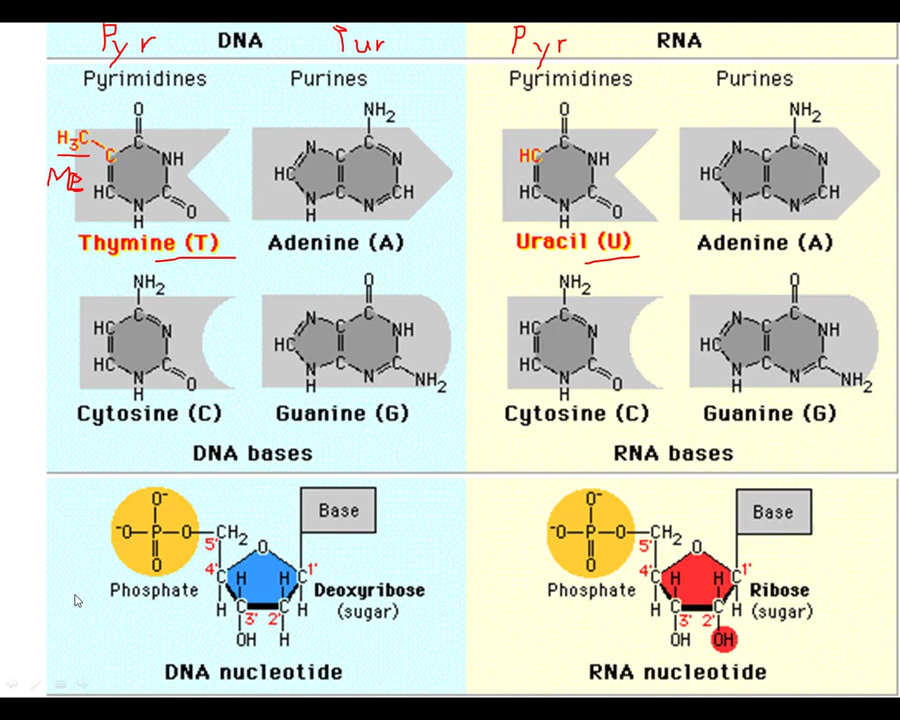 Pyr DNA Pur Pyr RNA
Pyrimidines Purines Pyrimidines Purines
O NH2 O NH2
H3C C C N C N HC C N C N
C NH HC C NH HC
Me HC C N C CH HC C N C CH
N O N N O N
H H H H
Thymine (T) Adenine (A) Uracil (U) Adenine (A)
NH2 O NH2 O
HC C N N C C NH HC C N N C C NH
HC C HC C C HC C HC C C
N O N N NH2 N O N N NH2
H H H H
Cytosine (C) Guanine (G) Cytosine (C) Guanine (G)
DNA bases RNA bases
O- Base O- Base
-O P O CH2 O -O P O CH2 O
O 5' O 5'
4' C H H C 1' 4' C H H C 1'
Phosphate Deoxyribose Phosphate Ribose
H C C H (sugar) H C C H (sugar)
3' 2' 3' 2'
OH H OH OH
DNA nucleotide RNA nucleotide